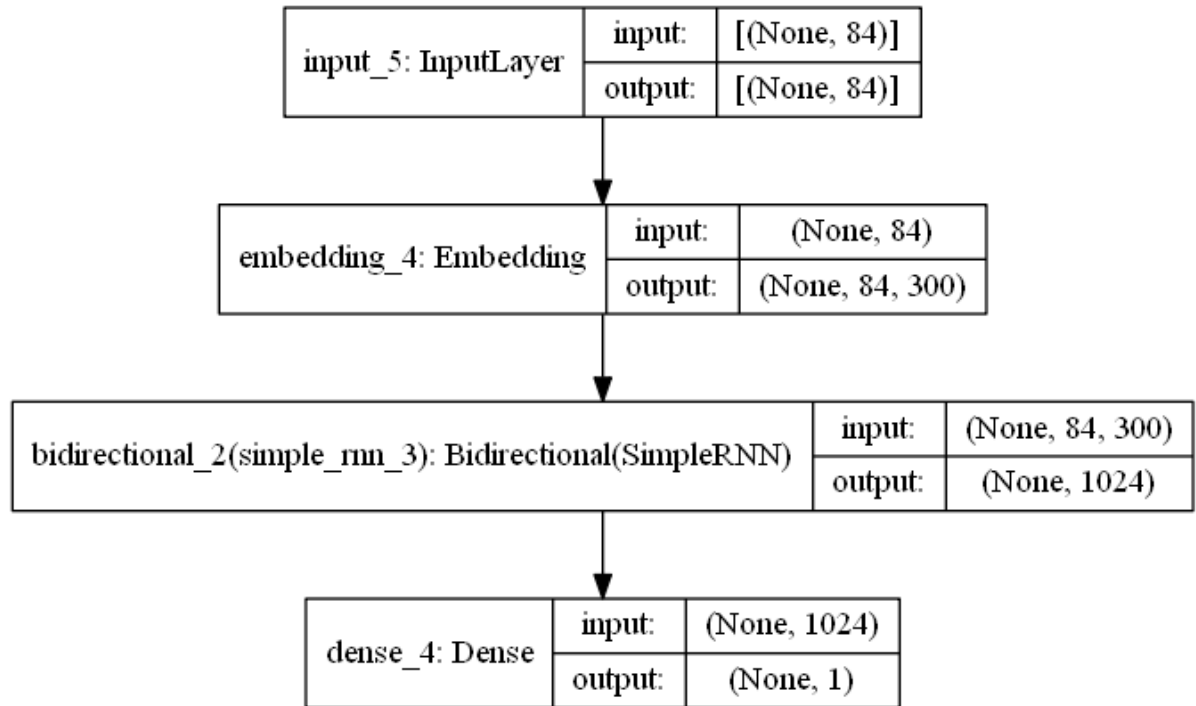 input_5: InputLayer
input: [(None, 84)]
output: [(None, 84)]
embedding_4: Embedding
input: (None, 84)
output: (None, 84, 300)
bidirectional_2(simple_rnn_3): Bidirectional(SimpleRNN)
input: (None, 84, 300)
output: (None, 1024)
dense_4: Dense
input: (None, 1024)
output: (None, 1)